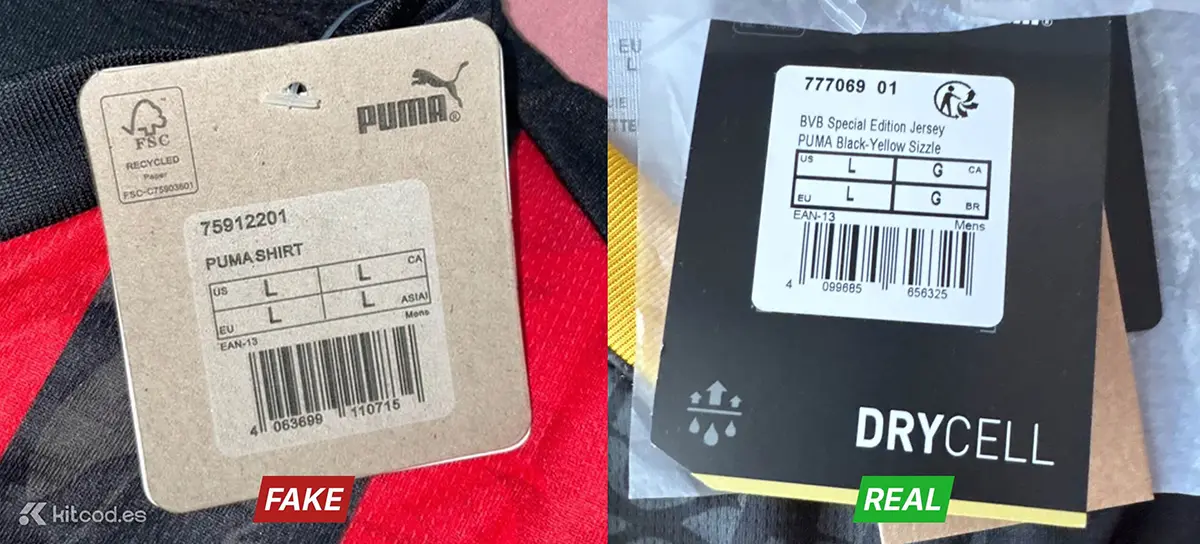 PUMA®
FSC
RECYCLED
Paper
FSC-C75903601
75912201
PUMA SHIRT
US L L CA
EU L L ASIA
Mens
EAN-13
4 063699 110715
FAKE
kitcod.es
EU
L
777069 01
BVB Special Edition Jersey
PUMA Black-Yellow Sizzle
US L G CA
EU L G BR
EAN-13 Mens
4 099685 656325
DRYCELL
REAL